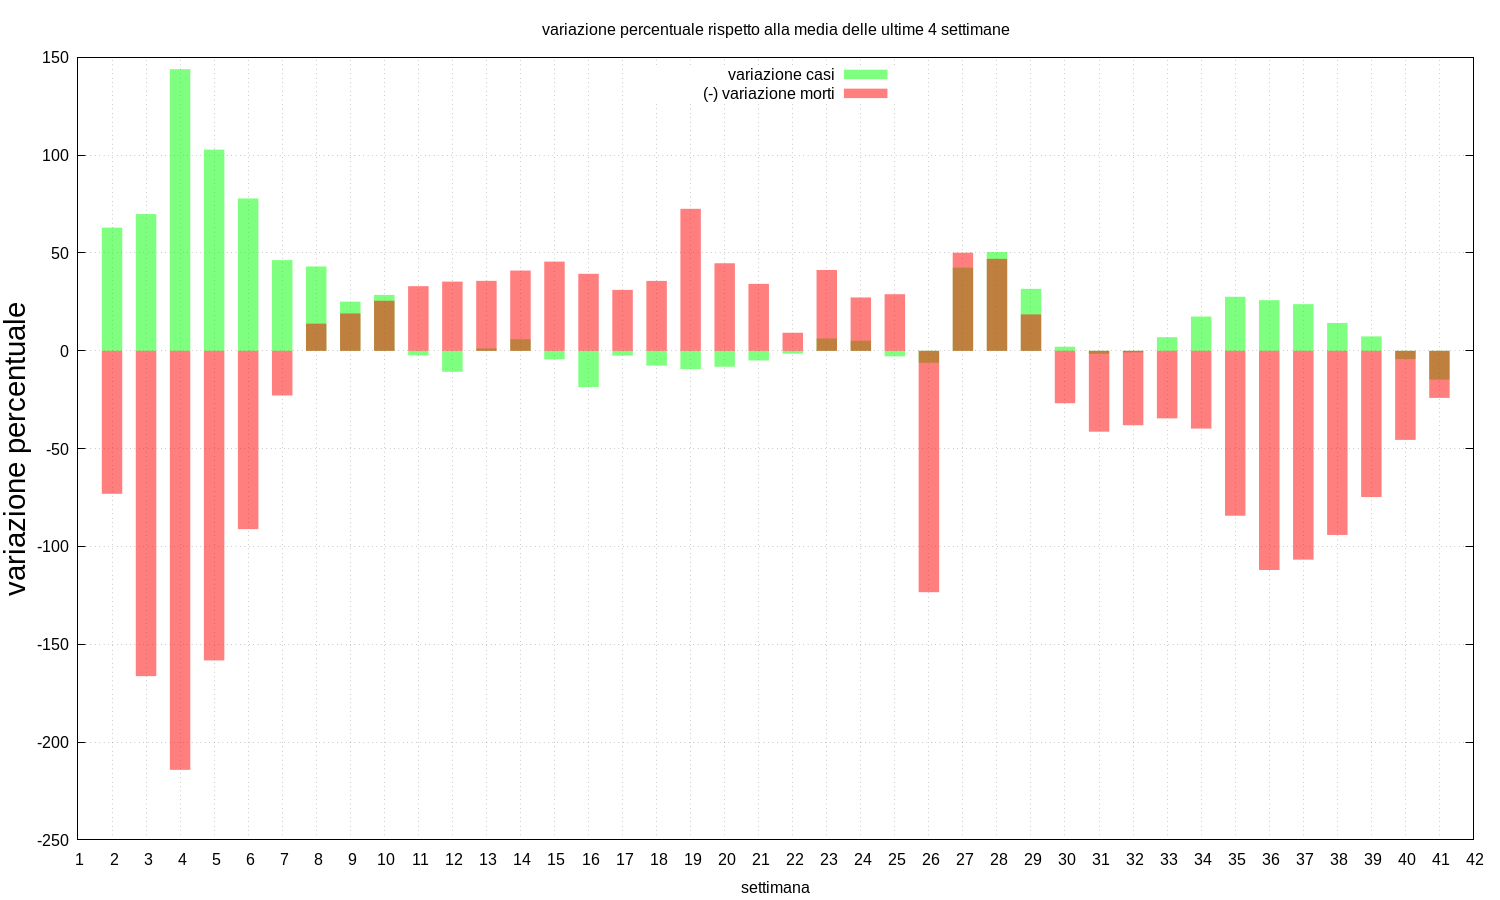 variazione percentuale rispetto alla media delle ultime 4 settimane
variazione casi
(-) variazione morti
150
100
50
0
-50
-100
-150
-200
-250
variazione percentuale
1 2 3 4 5 6 7 8 9 10 11 12 13 14 15 16 17 18 19 20 21 22 23 24 25 26 27 28 29 30 31 32 33 34 35 36 37 38 39 40 41 42
settimana